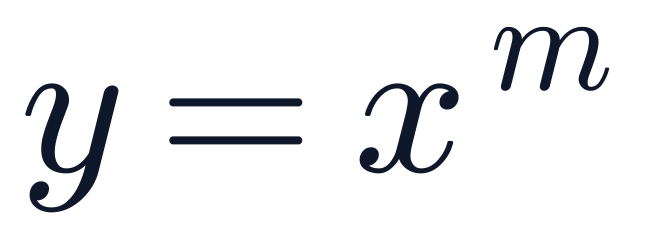 y = x^m